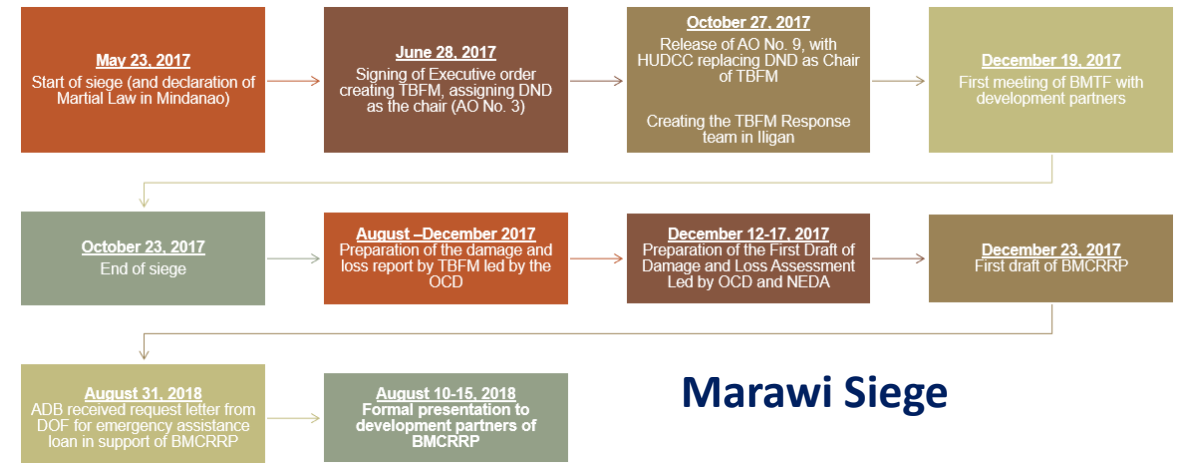 May 23, 2017
Start of siege (and declaration of
Martial Law in Mindanao)
June 28, 2017
Signing of Executive order
creating TBFM, assigning DND
as the chair (AO No. 3)
October 27, 2017
Release of AO No. 9, with
HUDCC replacing DND as Chair
of TBFM
Creating the TBFM Response
team in Iligan
December 19, 2017
First meeting of BMTF with
development partners
October 23, 2017
End of siege
August –December 2017
Preparation of the damage and
loss report by TBFM led by the
OCD
December 12-17, 2017
Preparation of the First Draft of
Damage and Loss Assessment
Led by OCD and NEDA
December 23, 2017
First draft of BMCRRP
August 31, 2018
ADB received request letter from
DOF for emergency assistance
loan in support of BMCRRP
August 10-15, 2018
Formal presentation to
development partners of
BMCRRP
Marawi Siege